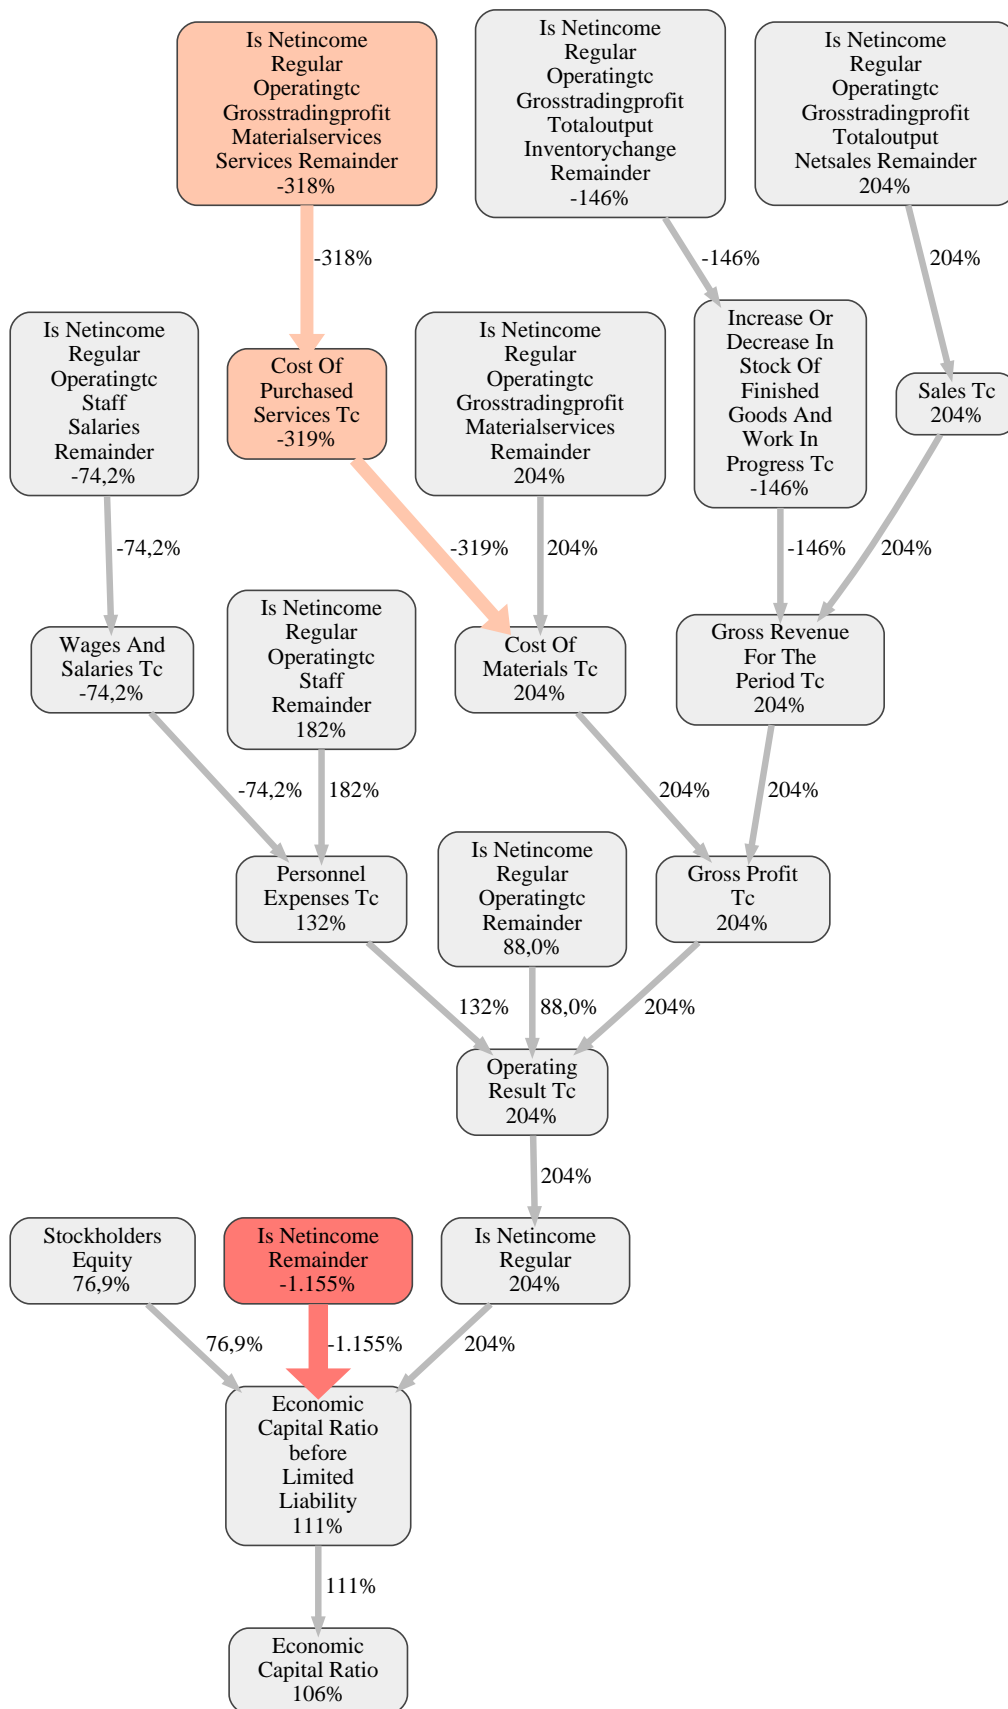 Is Netincome
Regular
Operatingtc
Grosstradingprofit
Materialservices
Services Remainder
-318%
Is Netincome
Regular
Operatingtc
Grosstradingprofit
Totaloutput
Inventorychange
Remainder
-146%
Is Netincome
Regular
Operatingtc
Grosstradingprofit
Totaloutput
Netsales Remainder
204%
-318%
-146%
204%
Is Netincome
Regular
Operatingtc
Staff
Salaries
Remainder
-74,2%
Cost Of
Purchased
Services Tc
-319%
Is Netincome
Regular
Operatingtc
Grosstradingprofit
Materialservices
Remainder
204%
Increase Or
Decrease In
Stock Of
Finished
Goods And
Work In
Progress Tc
-146%
Sales Tc
204%
-74,2%
-319%
204%
-146%
204%
Wages And
Salaries Tc
-74,2%
Is Netincome
Regular
Operatingtc
Staff
Remainder
182%
Cost Of
Materials Tc
204%
Gross Revenue
For The
Period Tc
204%
-74,2%
182%
204%
204%
Personnel
Expenses Tc
132%
Is Netincome
Regular
Operatingtc
Remainder
88,0%
Gross Profit
Tc
204%
132%
88,0%
204%
Operating
Result Tc
204%
204%
Stockholders
Equity
76,9%
Is Netincome
Remainder
-1.155%
Is Netincome
Regular
204%
76,9%
-1.155%
204%
Economic
Capital Ratio
before
Limited
Liability
111%
111%
Economic
Capital Ratio
106%